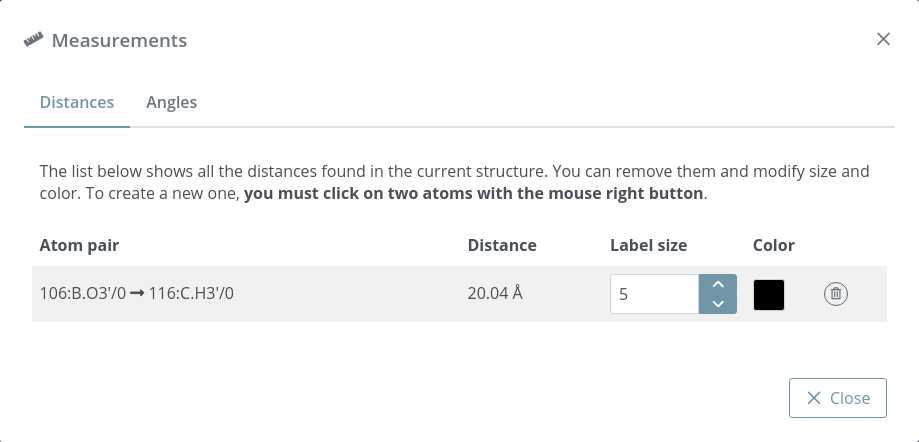 Measurements
Distances Angles
The list below shows all the distances found in the current structure. You can remove them and modify size and
color. To create a new one, you must click on two atoms with the mouse right button.
Atom pair Distance Label size Color
106:B.O3'/0 → 116:C.H3'/0 20.04 Å 5
Close